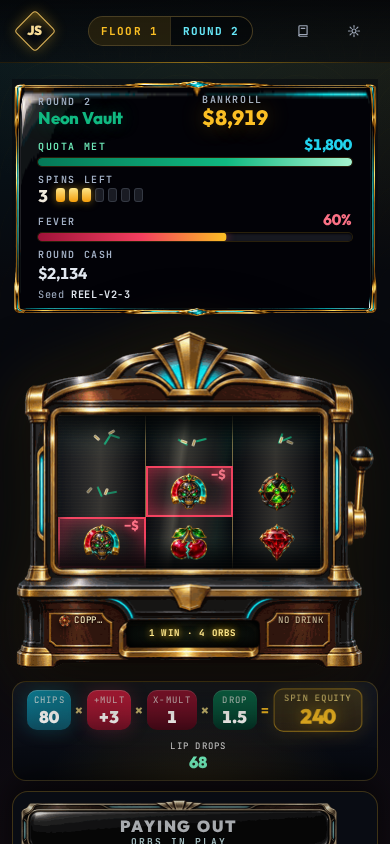 JS
FLOOR 1
ROUND 2
ROUND 2
BANKROLL
Neon Vault
$8,919
QUOTA MET
$1,800
SPINS LEFT
3
FEVER
60%
ROUND CASH
$2,134
Seed REEL-V2-3
-$
-$
COPP…
1 WIN · 4 ORBS
NO DRINK
CHIPS
80
×
+MULT
+3
×
X-MULT
1
×
DROP
1.5
=
SPIN EQUITY
240
LIP DROPS
68
PAYING OUT
ORBS IN PLAY